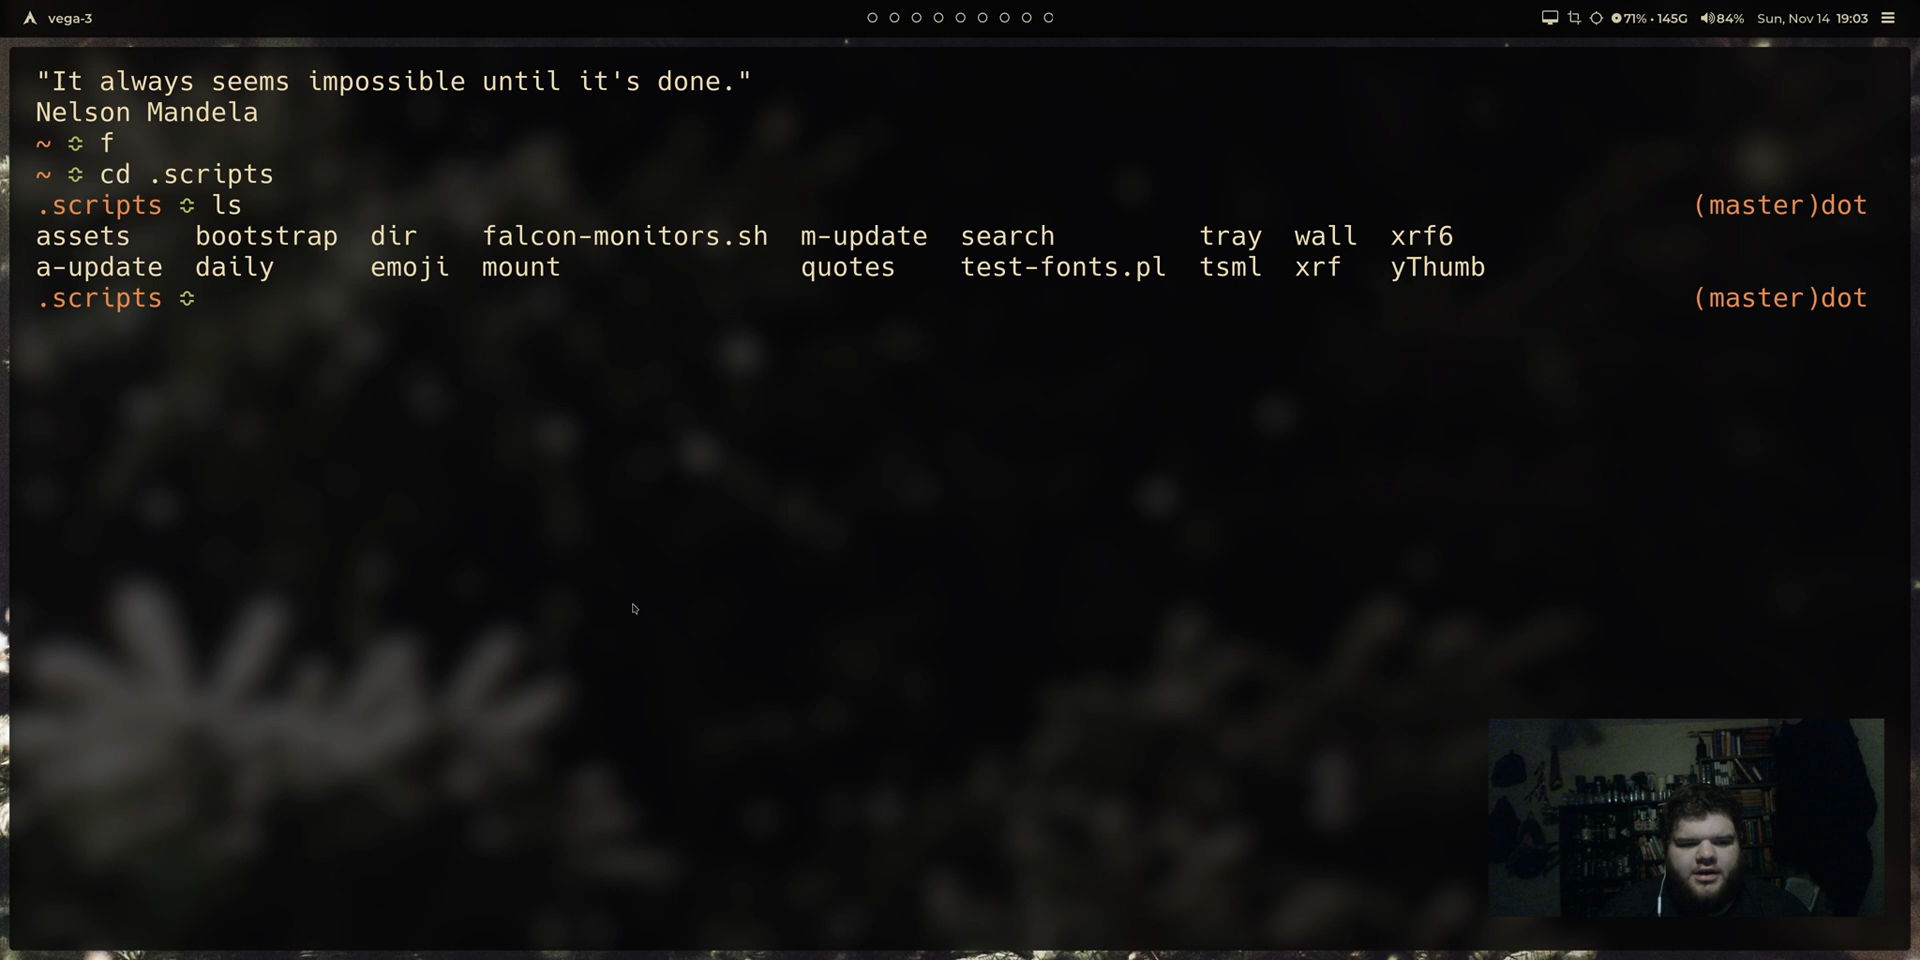 vega-3
71% • 145G 84% Sun, Nov 14 19:03
"It always seems impossible until it's done."
Nelson Mandela
~ f
~ cd .scripts
.scripts ls (master)dot
assets bootstrap dir falcon-monitors.sh m-update search tray wall xrf6
a-update daily emoji mount quotes test-fonts.pl tsml xrf yThumb
.scripts (master)dot